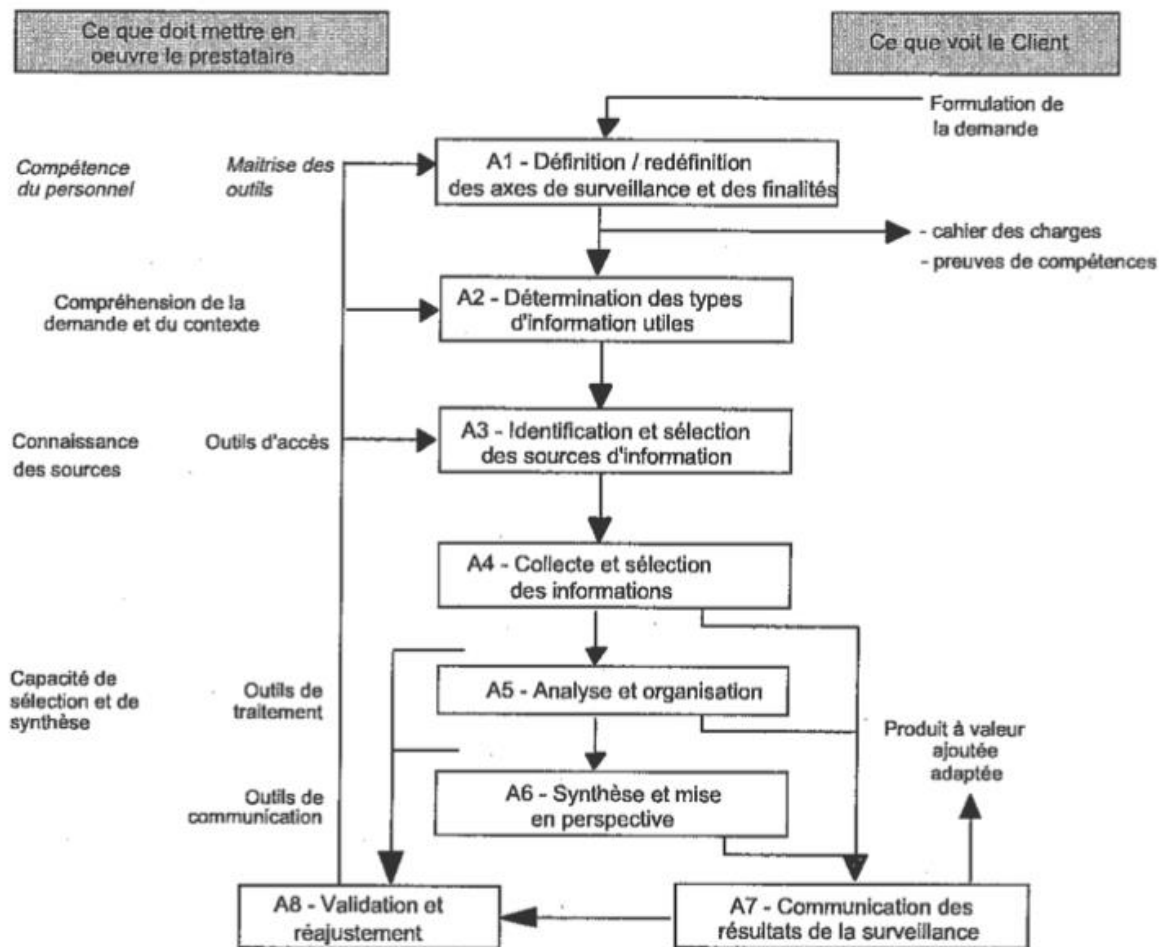 Ce que doit mettre en
oeuvre le prestataire
Ce que voit le Client
Formulation de
la demande
Compétence
du personnel
Maitrise des
outils
A1 - Définition / redéfinition
des axes de surveillance et des finalités
- cahier des charges
- preuves de compétences
Compréhension de la
demande et du contexte
A2 - Détermination des types
d'information utiles
Connaissance
des sources
Outils d'accès
A3 - Identification et sélection
des sources d'information
A4 - Collecte et sélection
des informations
Capacité de
sélection et de
synthèse
Outils de
traitement
A5 - Analyse et organisation
Produit à valeur
ajoutée
adaptée
Outils de
communication
A6 - Synthèse et mise
en perspective
A8 - Validation et
réajustement
A7 - Communication des
résultats de la surveillance